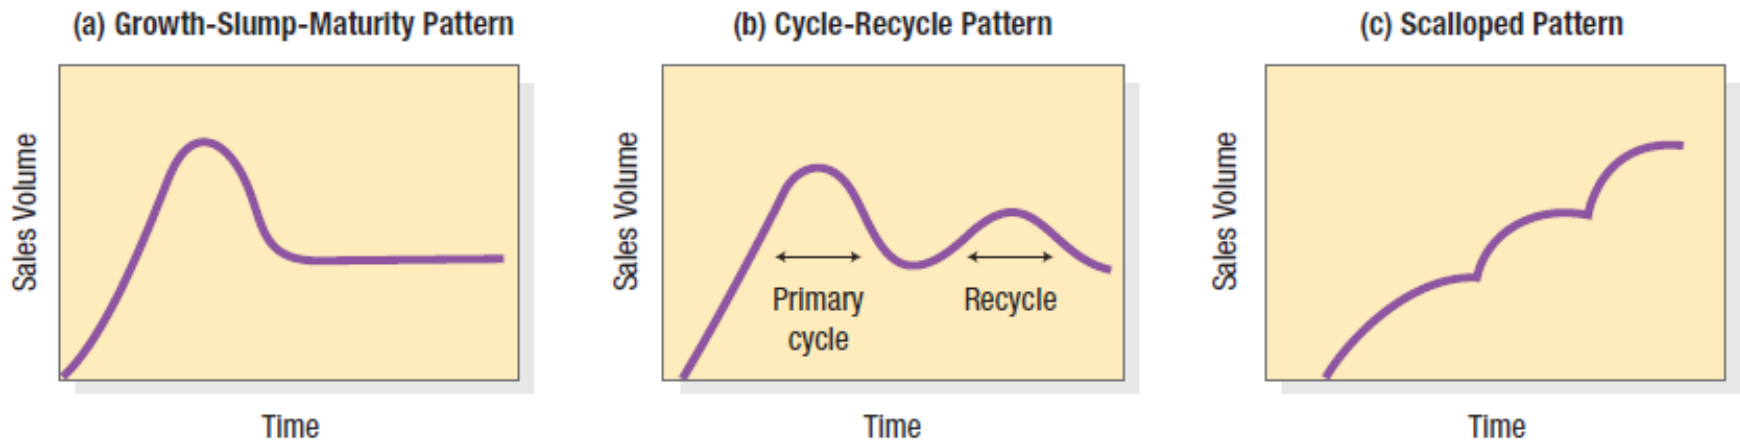 (a) Growth-Slump-Maturity Pattern
Sales Volume
Time
(b) Cycle-Recycle Pattern
Sales Volume
Primary
cycle
Recycle
Time
(c) Scalloped Pattern
Sales Volume
Time